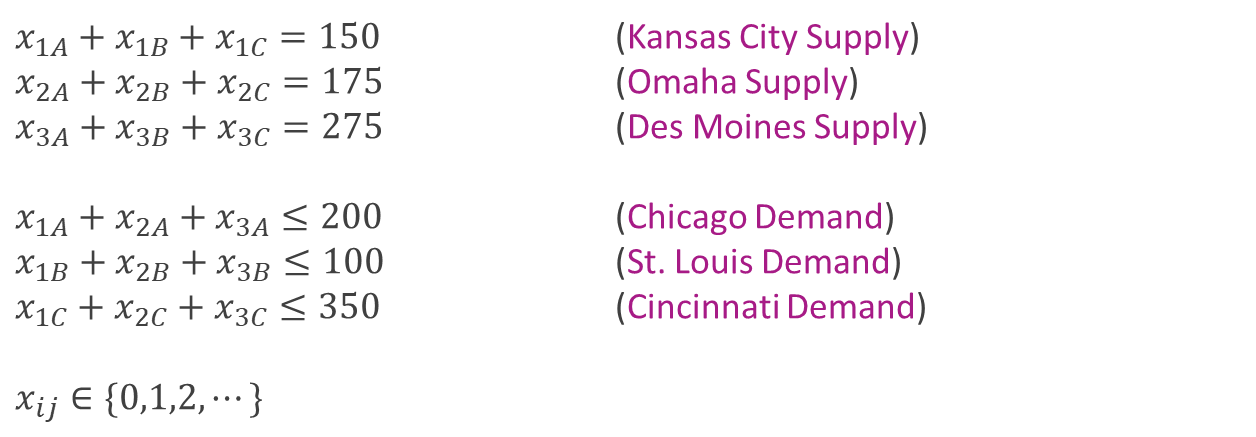 x₁A + x₁B + x₁C = 150 (Kansas City Supply)
x₂A + x₂B + x₂C = 175 (Omaha Supply)
x₃A + x₃B + x₃C = 275 (Des Moines Supply)
x₁A + x₂A + x₃A ≤ 200 (Chicago Demand)
x₁B + x₂B + x₃B ≤ 100 (St. Louis Demand)
x₁C + x₂C + x₃C ≤ 350 (Cincinnati Demand)
xᵢⱼ ∈ {0,1,2, ⋯ }